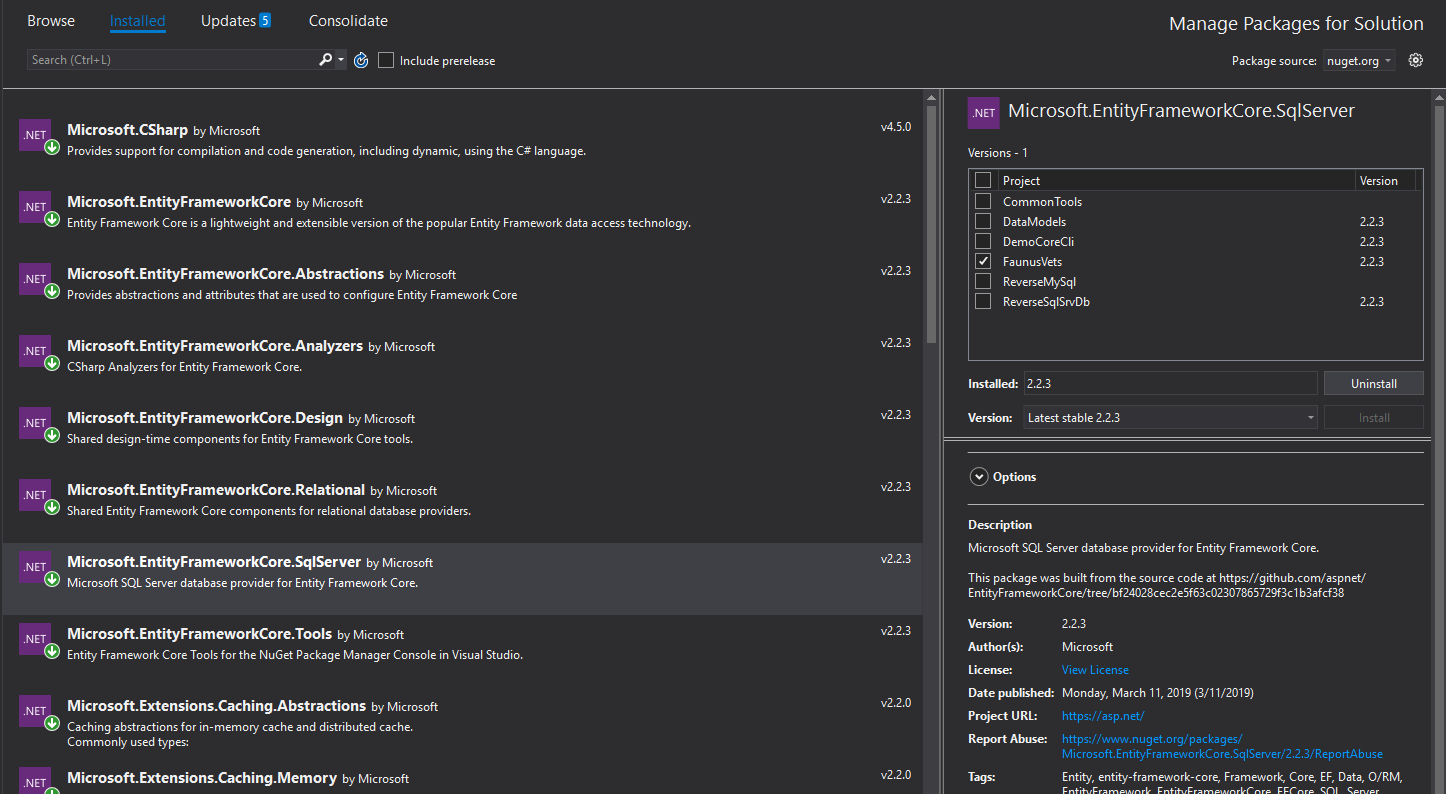 Browse Installed Updates 5 Consolidate
Manage Packages for Solution
Search (Ctrl+L) Include prerelease
Package source: nuget.org
.NET Microsoft.CSharp by Microsoft v4.5.0
Provides support for compilation and code generation, including dynamic, using the C# language.
.NET Microsoft.EntityFrameworkCore by Microsoft v2.2.3
Entity Framework Core is a lightweight and extensible version of the popular Entity Framework data access technology.
.NET Microsoft.EntityFrameworkCore.Abstractions by Microsoft v2.2.3
Provides abstractions and attributes that are used to configure Entity Framework Core
.NET Microsoft.EntityFrameworkCore.Analyzers by Microsoft v2.2.3
CSharp Analyzers for Entity Framework Core.
.NET Microsoft.EntityFrameworkCore.Design by Microsoft v2.2.3
Shared design-time components for Entity Framework Core tools.
.NET Microsoft.EntityFrameworkCore.Relational by Microsoft v2.2.3
Shared Entity Framework Core components for relational database providers.
.NET Microsoft.EntityFrameworkCore.SqlServer by Microsoft v2.2.3
Microsoft SQL Server database provider for Entity Framework Core.
.NET Microsoft.EntityFrameworkCore.Tools by Microsoft v2.2.3
Entity Framework Core Tools for the NuGet Package Manager Console in Visual Studio.
.NET Microsoft.Extensions.Caching.Abstractions by Microsoft v2.2.0
Caching abstractions for in-memory cache and distributed cache.
Commonly used types:
.NET Microsoft.Extensions.Caching.Memory by Microsoft v2.2.0
.NET Microsoft.EntityFrameworkCore.SqlServer
Versions - 1
Project Version
CommonTools
DataModels 2.2.3
DemoCoreCli 2.2.3
FaunusVets 2.2.3
ReverseMySql
ReverseSqlSrvDb 2.2.3
Installed: 2.2.3 Uninstall
Version: Latest stable 2.2.3 Install
Options
Description
Microsoft SQL Server database provider for Entity Framework Core.
This package was built from the source code at https://github.com/aspnet/
EntityFrameworkCore/tree/bf24028cec2e5f63c02307865729f3c1b3afcf38
Version: 2.2.3
Author(s): Microsoft
License: View License
Date published: Monday, March 11, 2019 (3/11/2019)
Project URL: https://asp.net/
Report Abuse: https://www.nuget.org/packages/
Microsoft.EntityFrameworkCore.SqlServer/2.2.3/ReportAbuse
Tags: Entity, entity-framework-core, Framework, Core, EF, Data, O/RM,
EntityFramework, EntityFrameworkCore, EFCore, SQL, Server